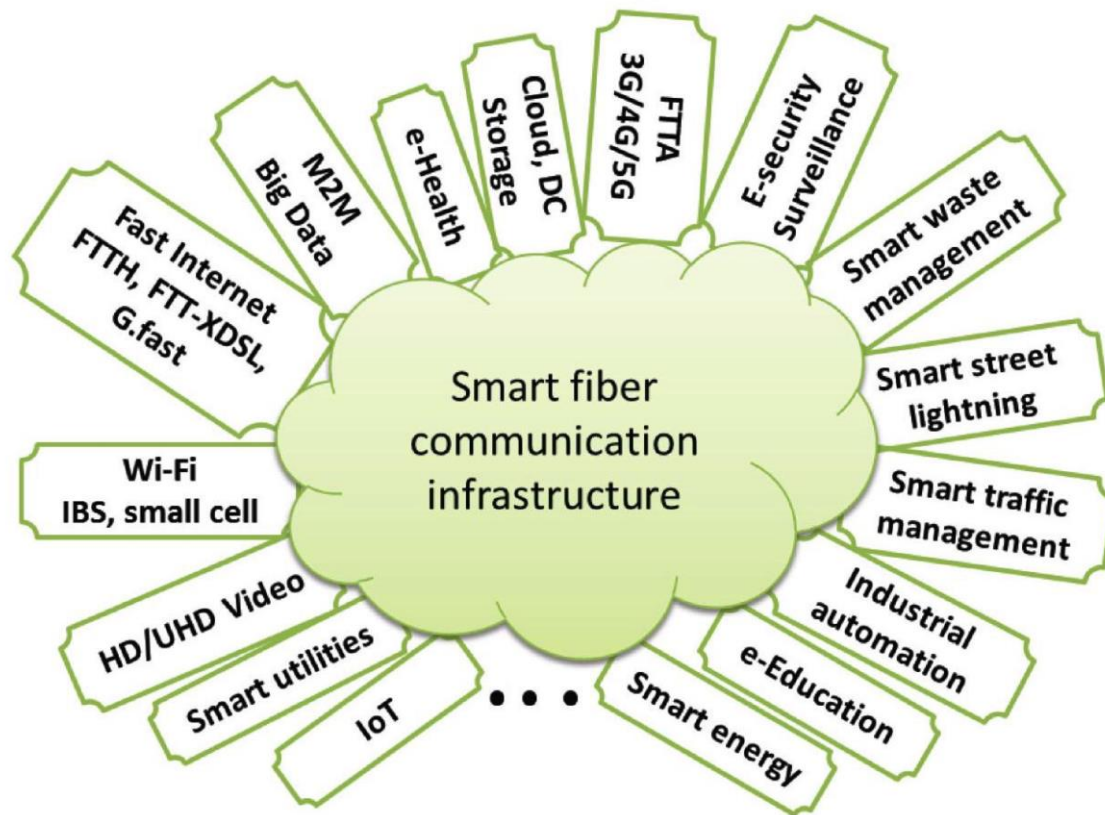 Smart fiber
communication
infrastructure
Fast Internet
FTTH, FTT-XDSL,
G.fast
M2M
Big Data
e-Health
Cloud, DC
Storage
FTTA
3G/4G/5G
E-security
Surveillance
Smart waste
management
Smart street
lightning
Smart traffic
management
Industrial
automation
e-Education
Smart energy
• • •
IoT
Smart utilities
HD/UHD Video
Wi-Fi
IBS, small cell